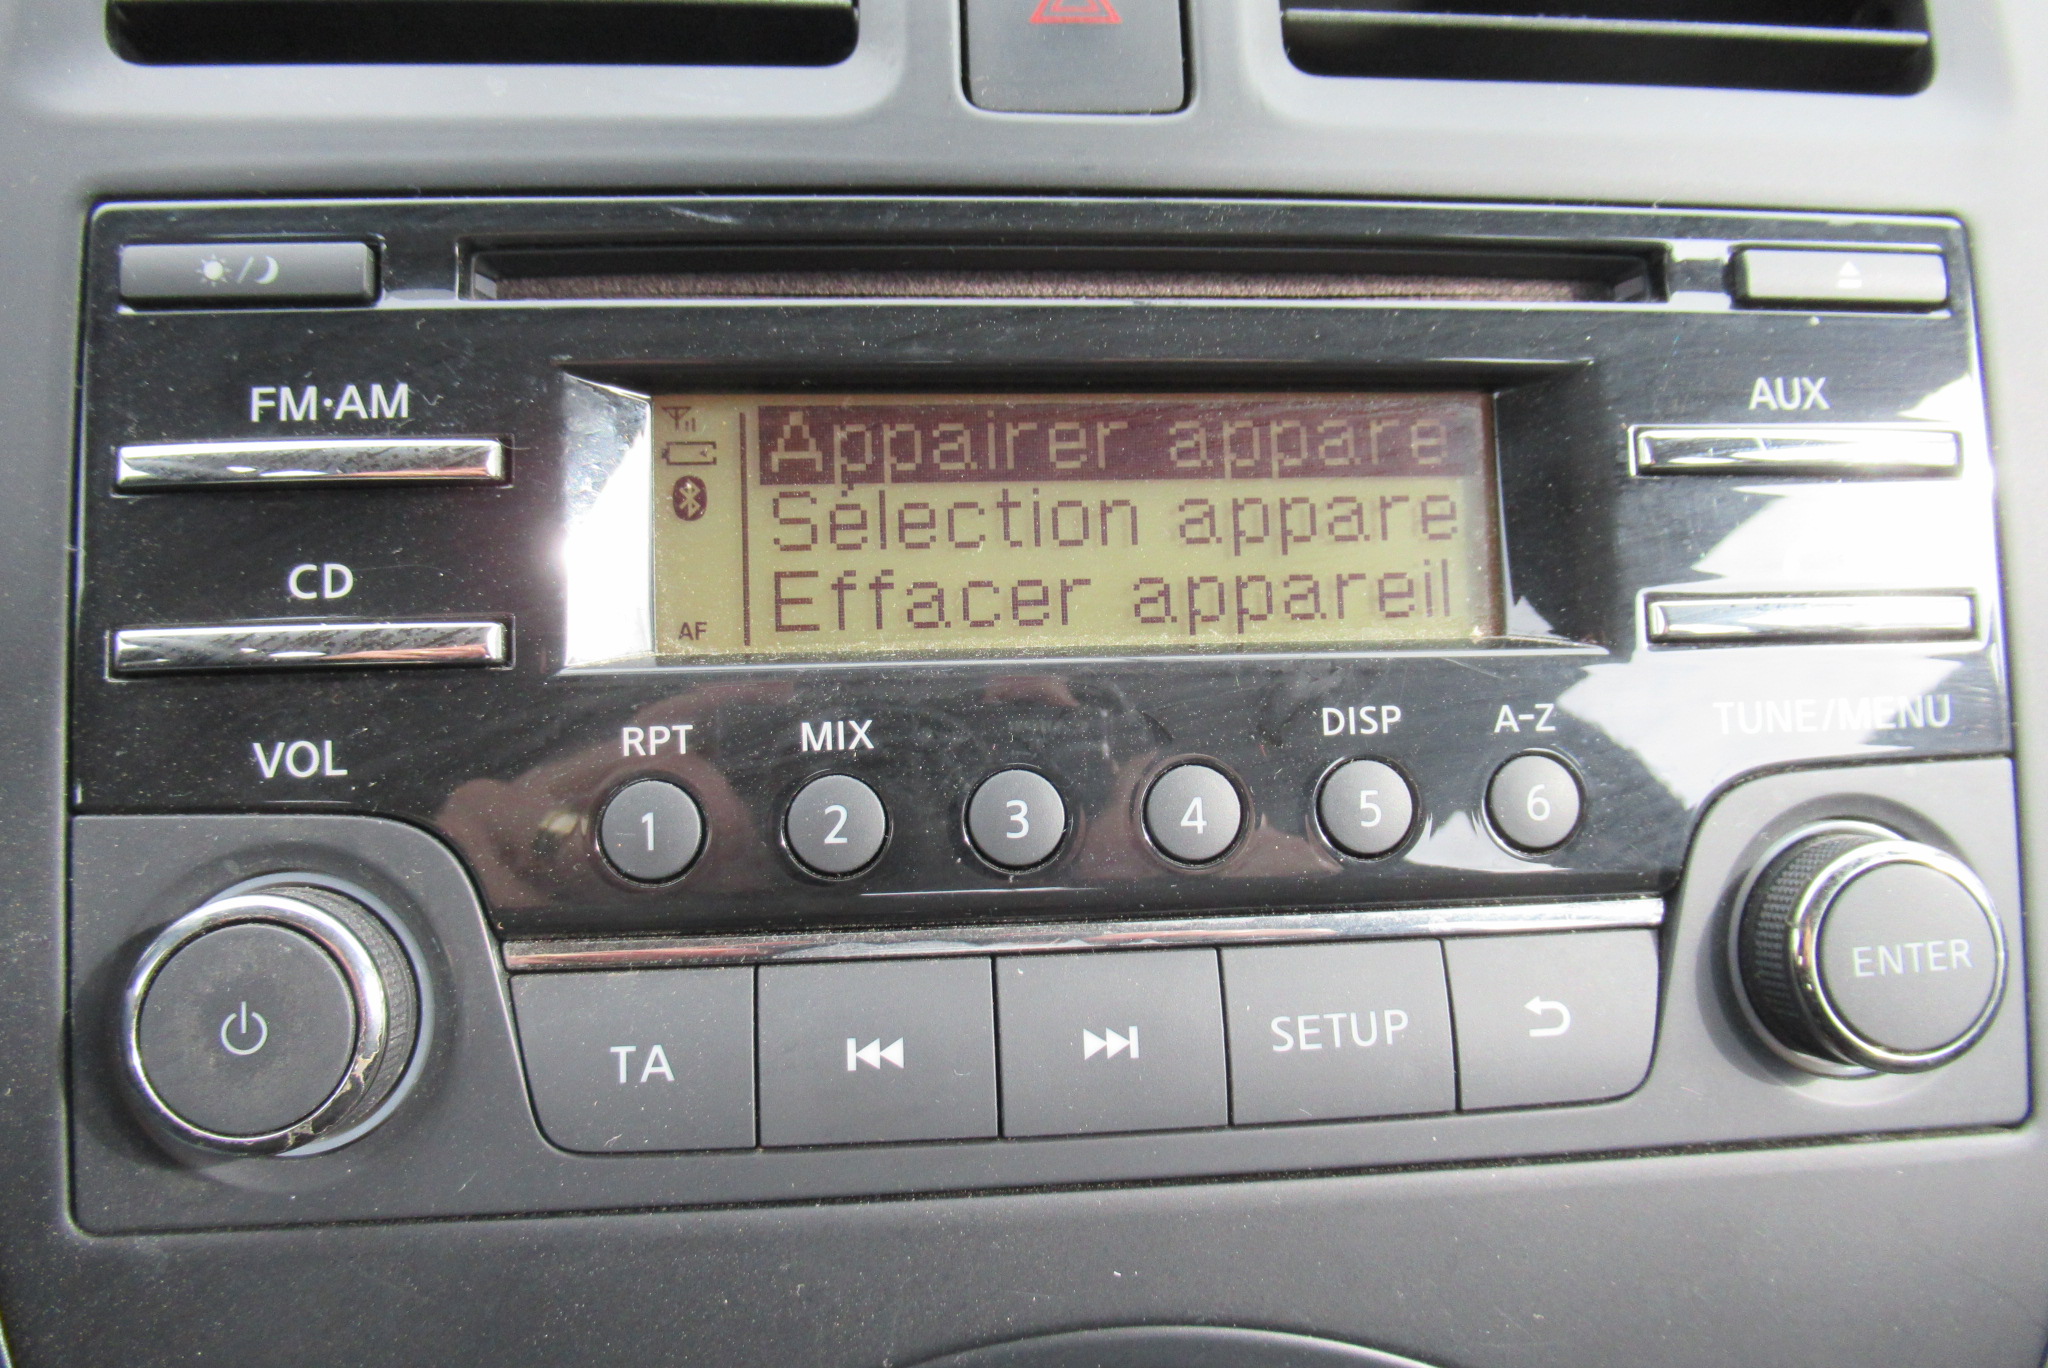 FM·AM
AUX
Appairer appare
Sélection appare
Effacer appareil
CD
AF
VOL
RPT
MIX
DISP
A-Z
TUNE/MENU
1
2
3
4
5
6
ENTER
TA
SETUP